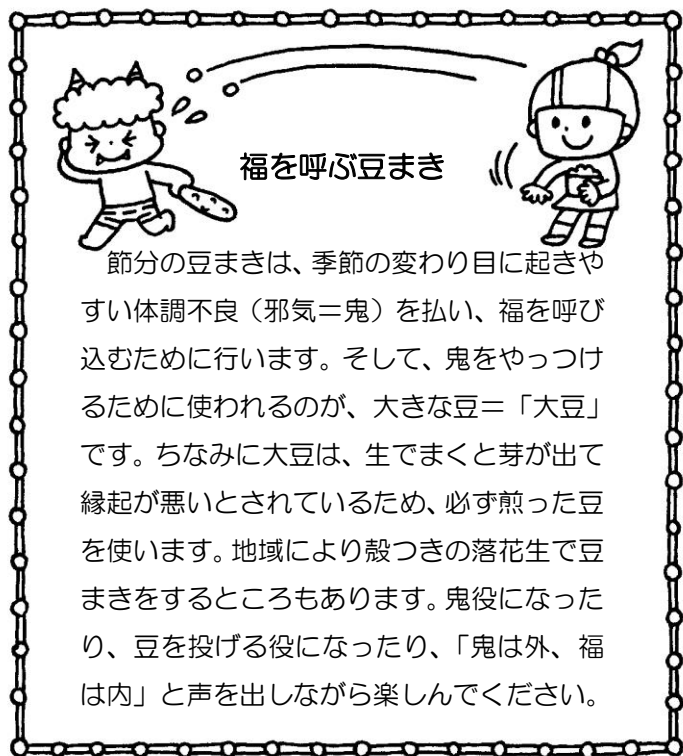 福を呼ぶ豆まき
　節分の豆まきは、季節の変わり目に起きや
すい体調不良（邪気＝鬼）を払い、福を呼び
込むために行います。そして、鬼をやっつけ
るために使われるのが、大きな豆＝「大豆」
です。ちなみに大豆は、生でまくと芽が出て
縁起が悪いとされているため、必ず煎った豆
を使います。地域により殻つきの落花生で豆
まきをするところもあります。鬼役になった
り、豆を投げる役になったり、「鬼は外、福
は内」と声を出しながら楽しんでください。